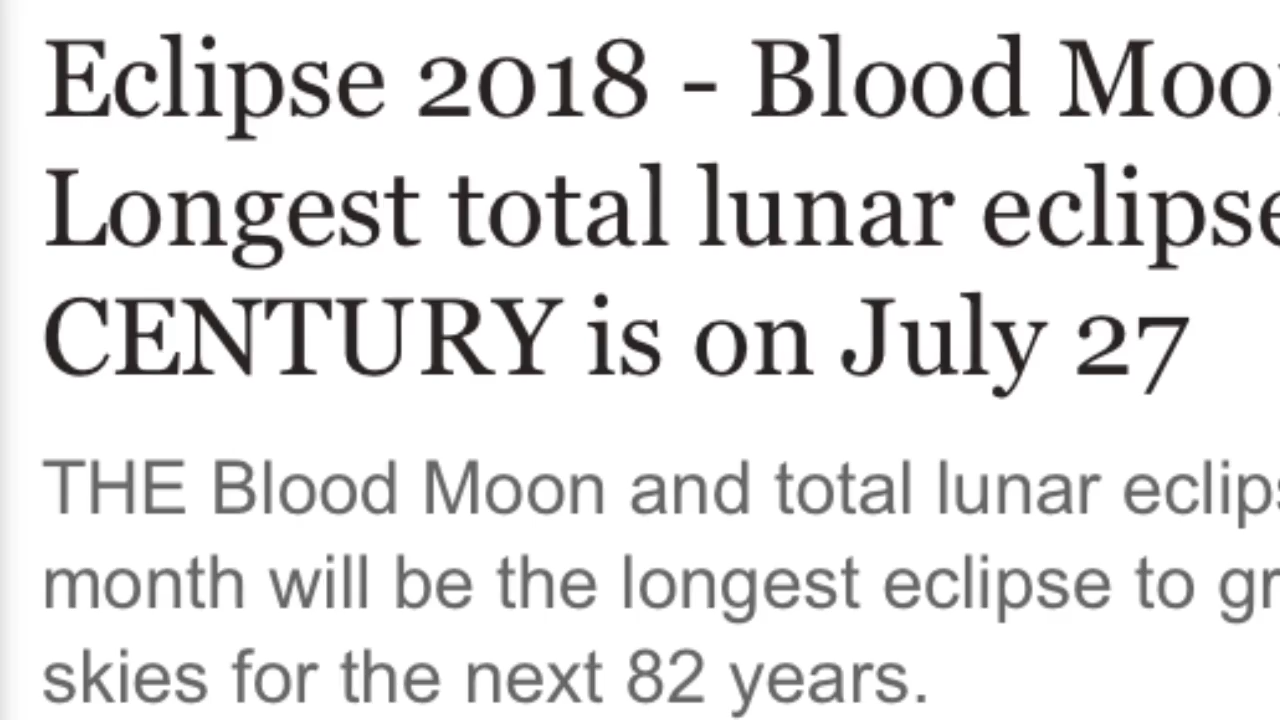 Eclipse 2018 - Blood Moo
Longest total lunar eclipse
CENTURY is on July 27
THE Blood Moon and total lunar eclips
month will be the longest eclipse to gr
skies for the next 82 years.